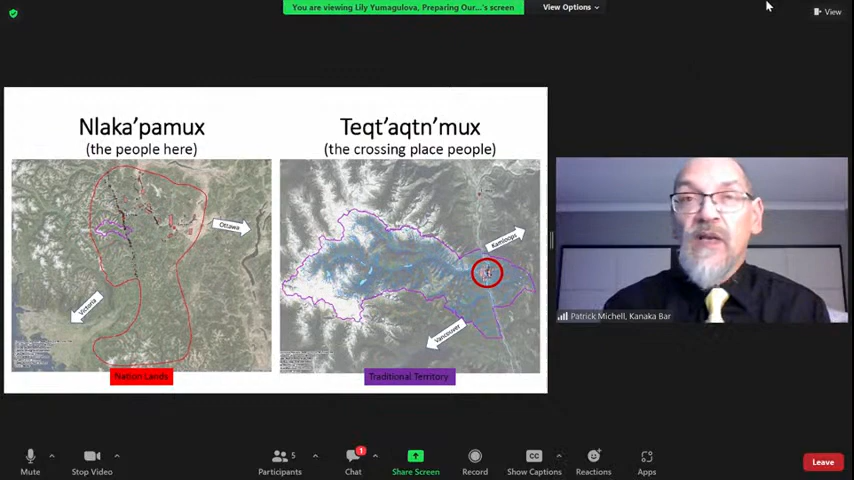 You are viewing Lily Yumagulova, Preparing Our...'s screen
View Options
View
Nlaka'pamux
(the people here)
Teqt'aqtn'mux
(the crossing place people)
Ottawa
Victoria
Kamloops
Vancouver
Nation Lands
Traditional Territory
Patrick Michell, Kanaka Bar
Mute
Stop Video
5
Participants
1
Chat
Share Screen
Record
CC
Show Captions
Reactions
Apps
Leave